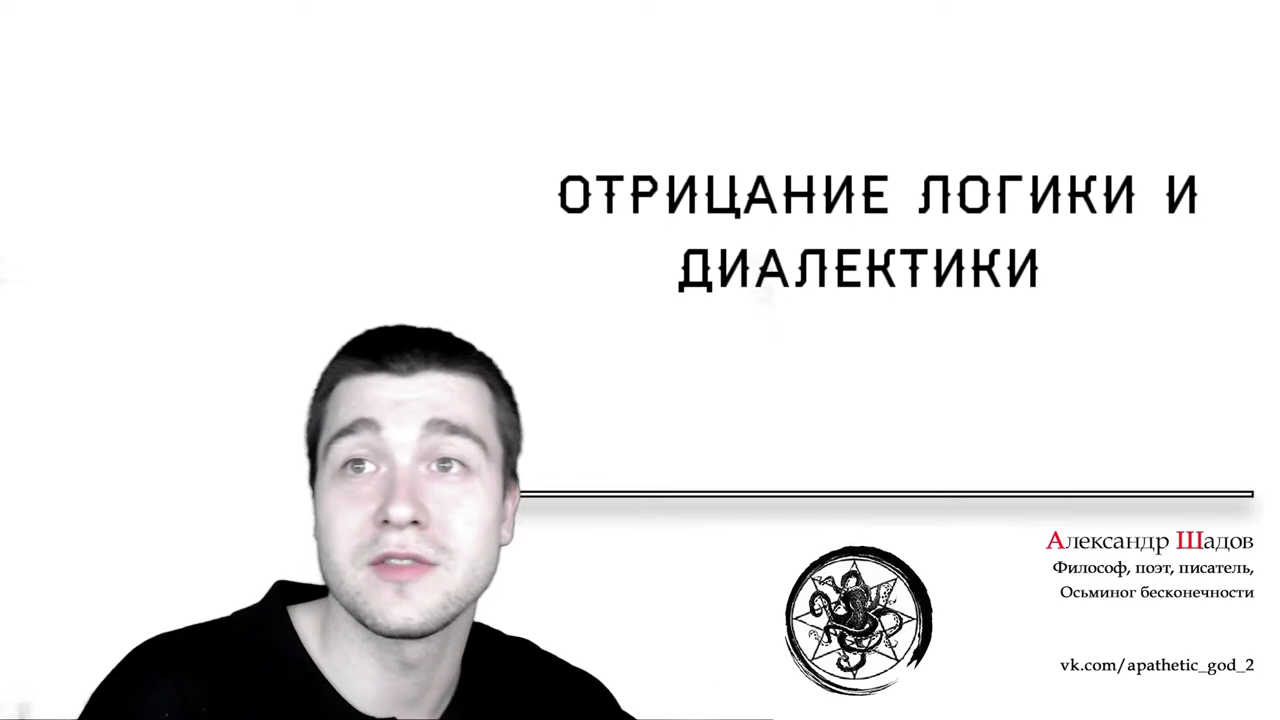 ОТРИЦАНИЕ ЛОГИКИ И
ДИАЛЕКТИКИ
Александр Шадов
Философ, поэт, писатель,
Осьминог бесконечности
vk.com/apathetic_god_2